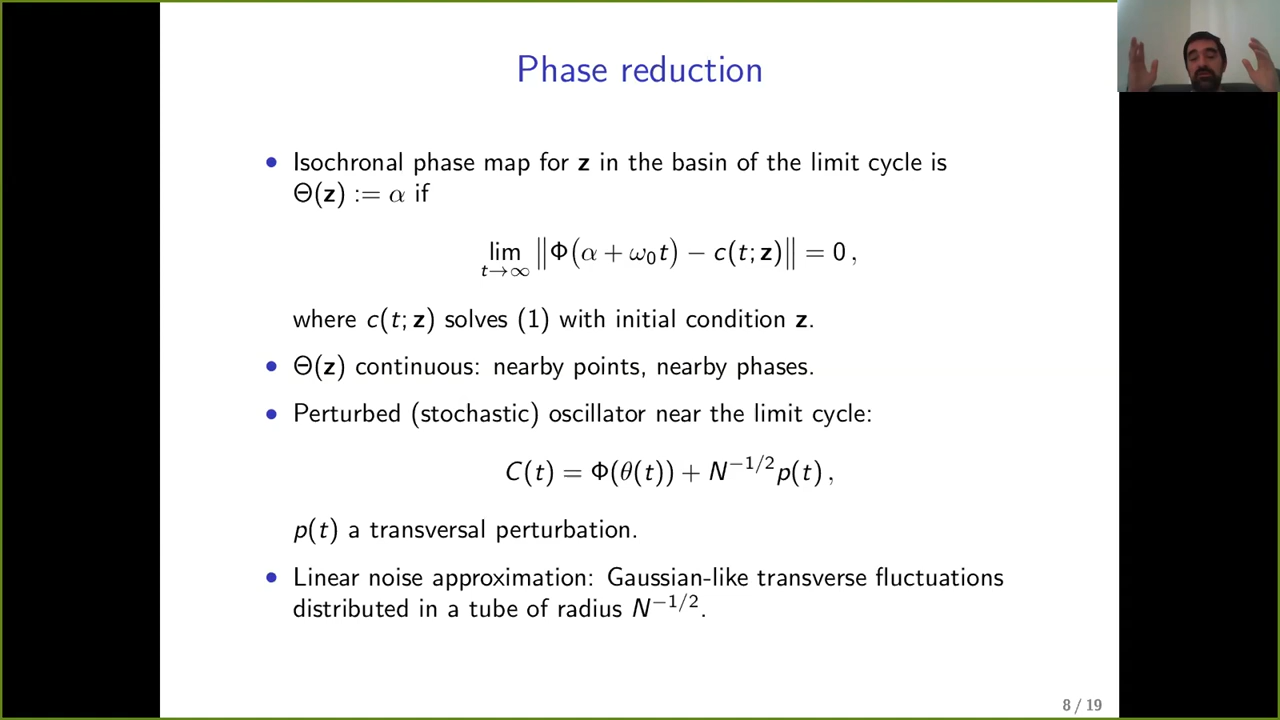 Phase reduction
• Isochronal phase map for z in the basin of the limit cycle is
Θ(z) := α if
lim t→∞ ‖Φ(α + ω₀t) − c(t; z)‖ = 0 ,
where c(t; z) solves (1) with initial condition z.
• Θ(z) continuous: nearby points, nearby phases.
• Perturbed (stochastic) oscillator near the limit cycle:
C(t) = Φ(θ(t)) + N^{−1/2}p(t) ,
p(t) a transversal perturbation.
• Linear noise approximation: Gaussian-like transverse fluctuations
distributed in a tube of radius N^{−1/2}.
8 / 19